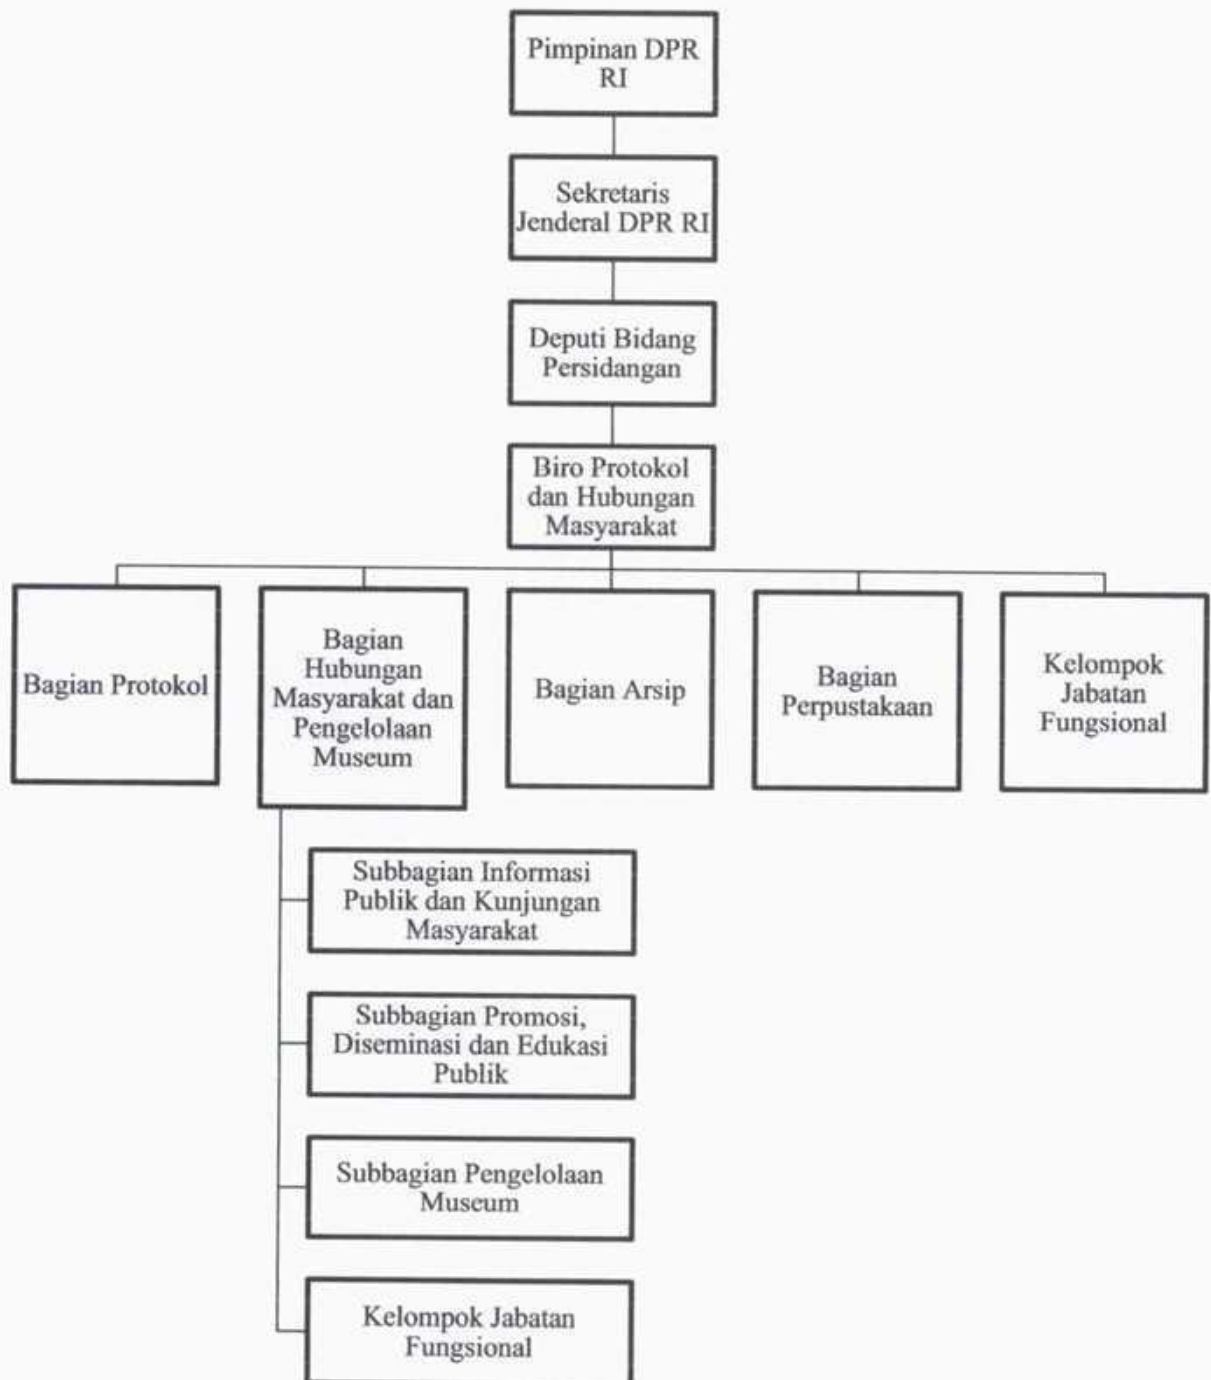 Pimpinan DPR
RI
Sekretaris
Jenderal DPR RI
Deputi Bidang
Persidangan
Biro Protokol
dan Hubungan
Masyarakat
Bagian Protokol
Bagian
Hubungan
Masyarakat dan
Pengelolaan
Museum
Bagian Arsip
Bagian
Perpustakaan
Kelompok
Jabatan
Fungsional
Subbagian Informasi
Publik dan Kunjungan
Masyarakat
Subbagian Promosi,
Diseminasi dan Edukasi
Publik
Subbagian Pengelolaan
Museum
Kelompok Jabatan
Fungsional